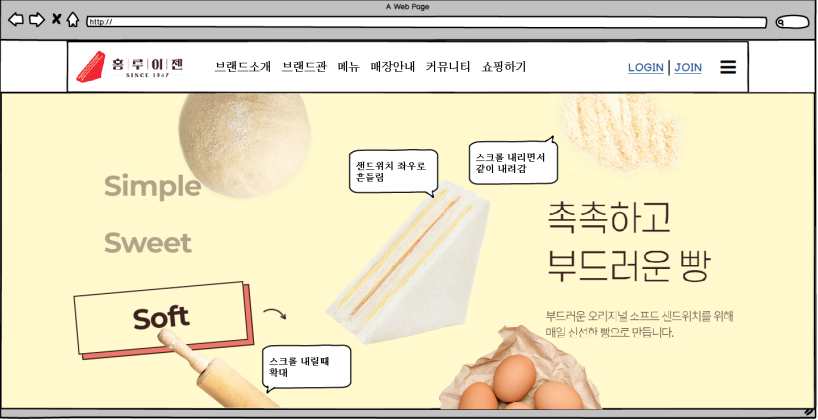 A Web Page
http://
홍루이젠
SINCE 1947
브랜드소개 브랜드관 메뉴 매장안내 커뮤니티 쇼핑하기
LOGIN | JOIN
샌드위치 좌우로
흔들림
스크롤 내리면서
같이 내려감
Simple
Sweet
Soft
촉촉하고
부드러운 빵
부드러운 오리지널 소프트 샌드위치를 위해
매일 신선한 빵으로 만듭니다.
스크롤 내릴때
확대